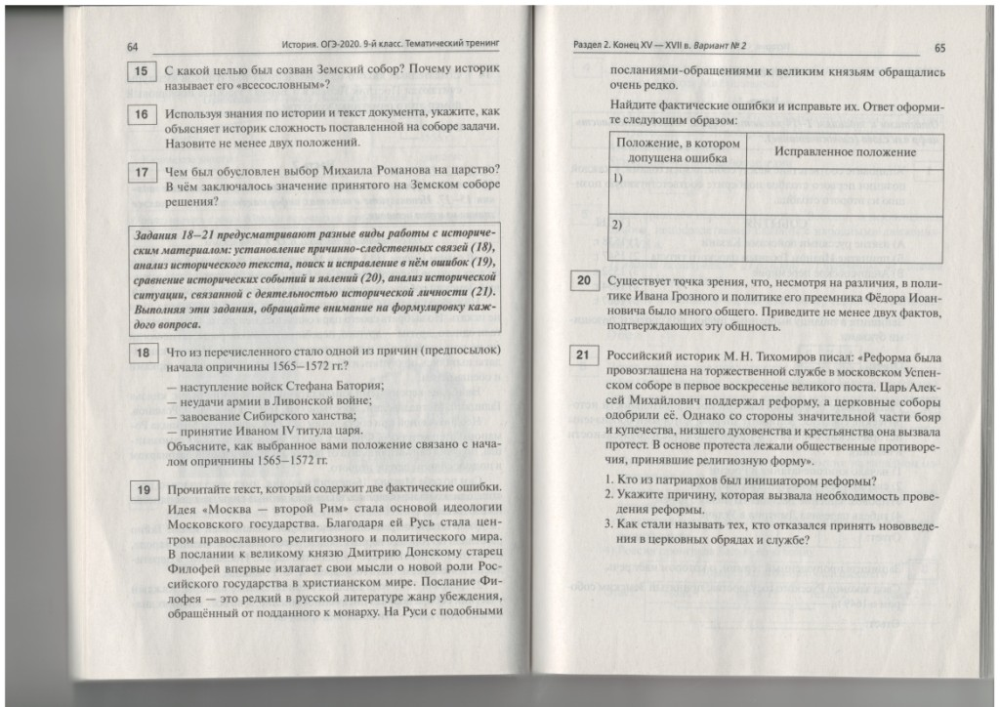 64
История. ОГЭ-2020. 9-й класс. Тематический тренинг
15 С какой целью был созван Земский собор? Почему историк
называет его «всесословным»?
16 Используя знания по истории и текст документа, укажите, как
объясняет историк сложность поставленной на соборе задачи.
Назовите не менее двух положений.
17 Чем был обусловлен выбор Михаила Романова на царство?
В чём заключалось значение принятого на Земском соборе
решения?
Задания 18—21 предусматривают разные виды работы с историче-
ским материалом: установление причинно-следственных связей (18),
анализ исторического текста, поиск и исправление в нём ошибок (19),
сравнение исторических событий и явлений (20), анализ исторической
ситуации, связанной с деятельностью исторической личности (21).
Выполняя эти задания, обращайте внимание на формулировку каж-
дого вопроса.
18 Что из перечисленного стало одной из причин (предпосылок)
начала опричнины 1565—1572 гг.?
— наступление войск Стефана Батория;
— неудачи армии в Ливонской войне;
— завоевание Сибирского ханства;
— принятие Иваном IV титула царя.
Объясните, как выбранное вами положение связано с нача-
лом опричнины 1565—1572 гг.
19 Прочитайте текст, который содержит две фактические ошибки.
Идея «Москва — второй Рим» стала основой идеологии
Московского государства. Благодаря ей Русь стала цен-
тром православного религиозного и политического мира.
В послании к великому князю Дмитрию Донскому старец
Филофей впервые излагает свои мысли о новой роли Рос-
сийского государства в христианском мире. Послание Фи-
лофея — это редкий в русской литературе жанр убеждения,
обращённый от подданного к монарху. На Руси с подобными
Раздел 2. Конец XV — XVII в. Вариант № 2
65
посланиями-обращениями к великим князьям обращались
очень редко.
Найдите фактические ошибки и исправьте их. Ответ оформи-
те следующим образом:
Положение, в котором
допущена ошибка
Исправленное положение
1)
2)
20 Существует точка зрения, что, несмотря на различия, в поли-
тике Ивана Грозного и политике его преемника Фёдора Иоан-
новича было много общего. Приведите не менее двух фактов,
подтверждающих эту общность.
21 Российский историк М. Н. Тихомиров писал: «Реформа была
провозглашена на торжественной службе в московском Успен-
ском соборе в первое воскресенье великого поста. Царь Алек-
сей Михайлович поддержал реформу, а церковные соборы
одобрили её. Однако со стороны значительной части бояр
и купечества, низшего духовенства и крестьянства она вызвала
протест. В основе протеста лежали общественные противоре-
чия, принявшие религиозную форму».
1. Кто из патриархов был инициатором реформы?
2. Укажите причину, которая вызвала необходимость прове-
дения реформы.
3. Как стали называть тех, кто отказался принять нововведе-
ния в церковных обрядах и службе?